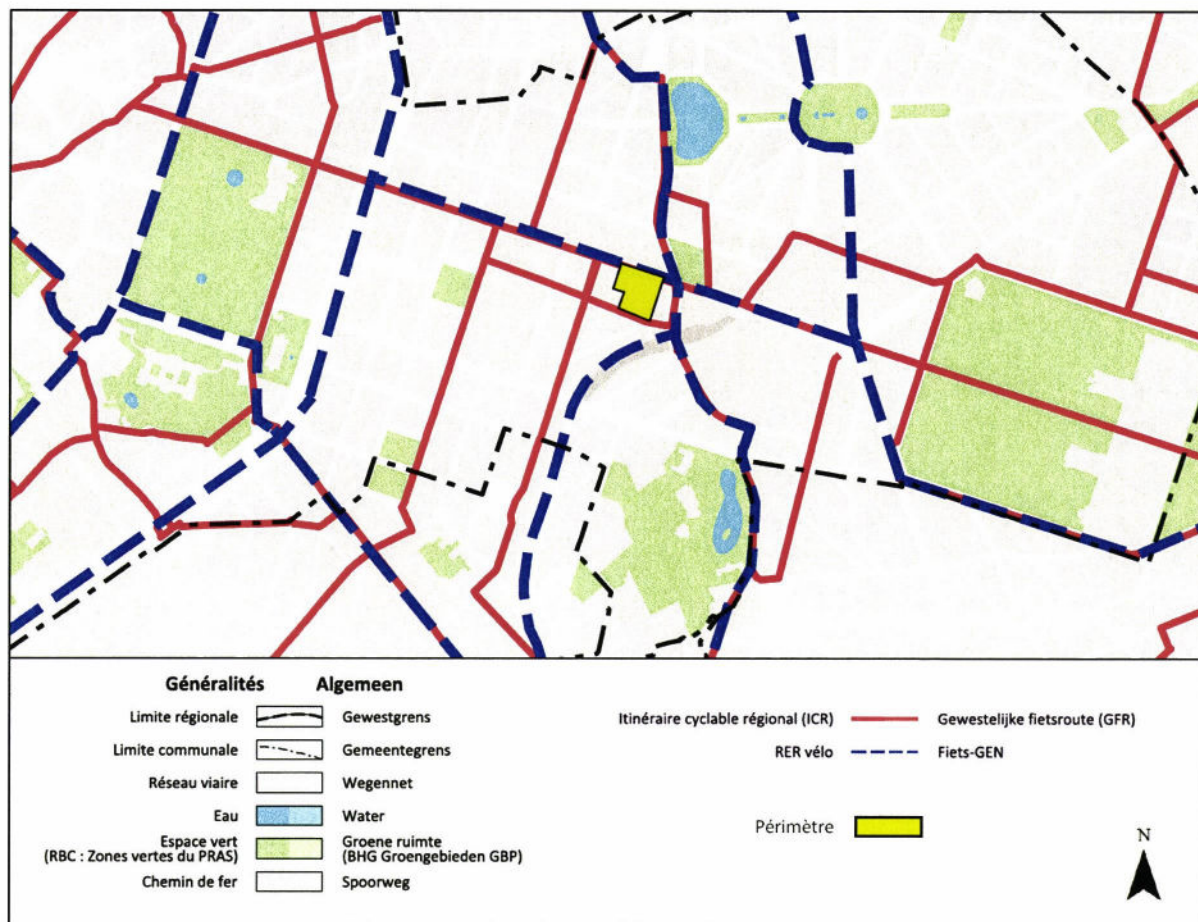 Généralités Algemeen
Limite régionale Gewestgrens
Limite communale Gemeentegrens
Réseau viaire Wegennet
Eau Water
Espace vert Groene ruimte
(RBC : Zones vertes du PRAS) (BHG Groengebieden GBP)
Chemin de fer Spoorweg
Itinéraire cyclable régional (ICR) Gewestelijke fietsroute (GFR)
RER vélo Fiets-GEN
Périmètre
N